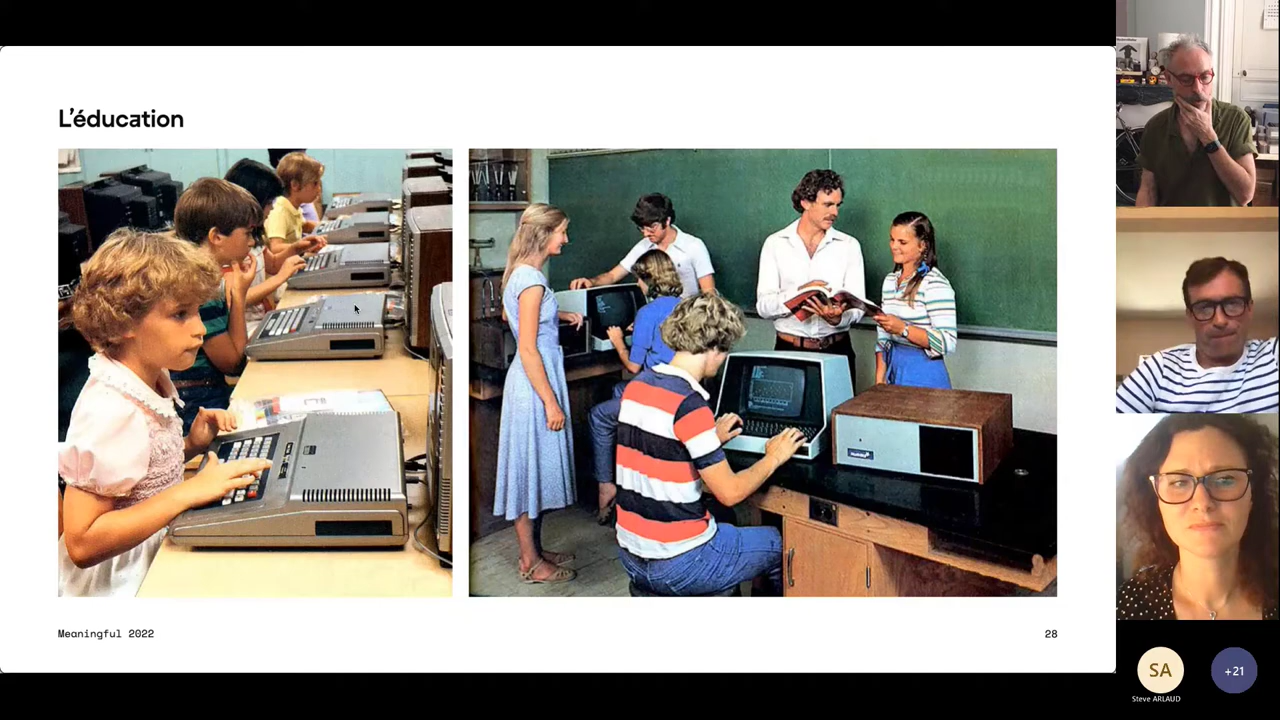 L'éducation
Meaningful 2022
28
SA
+21
Steve ARLAUD